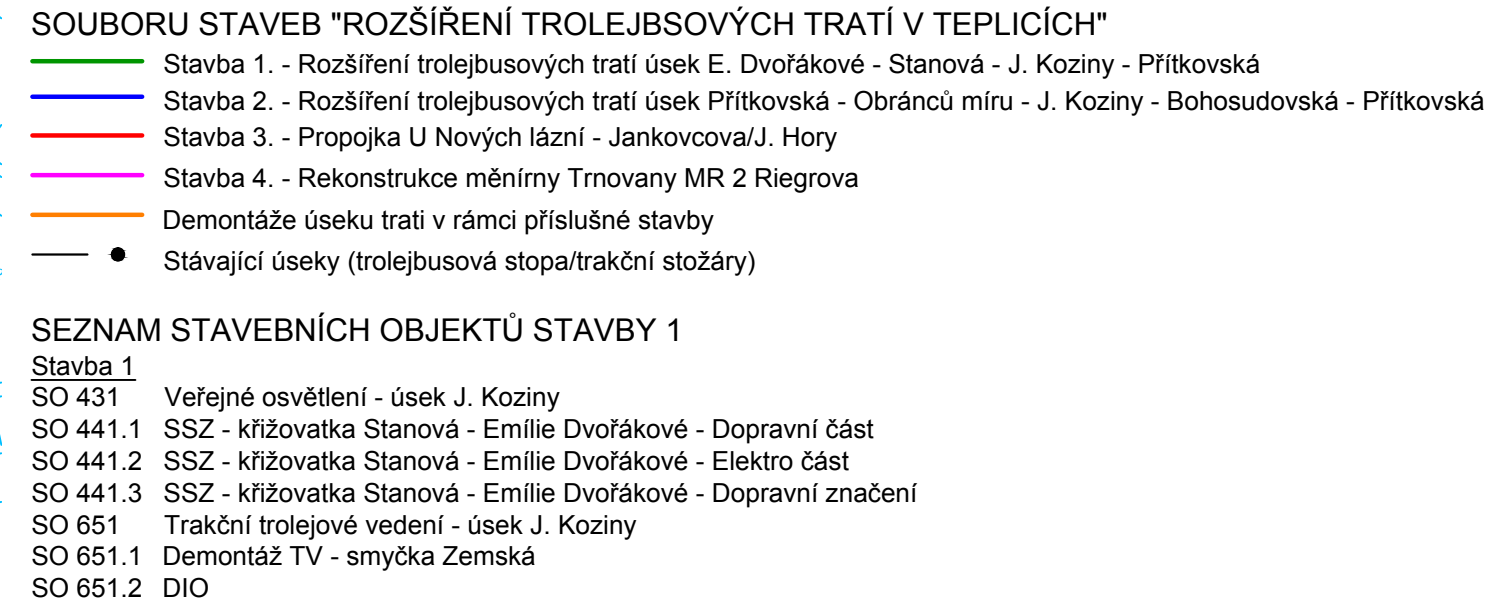 SOUBORU STAVEB "ROZŠÍŘENÍ TROLEJBSOVÝCH TRATÍ V TEPLICÍCH"
Stavba 1. - Rozšíření trolejbusových tratí úsek E. Dvořákové - Stanová - J. Koziny - Přítkovská
Stavba 2. - Rozšíření trolejbusových tratí úsek Přítkovská - Obránců míru - J. Koziny - Bohosudovská - Přítkovská
Stavba 3. - Propojka U Nových lázní - Jankovcova/J. Hory
Stavba 4. - Rekonstrukce měnírny Trnovany MR 2 Riegrova
Demontáže úseku trati v rámci příslušné stavby
Stávající úseky (trolejbusová stopa/trakční stožáry)
SEZNAM STAVEBNÍCH OBJEKTŮ STAVBY 1
Stavba 1
SO 431 Veřejné osvětlení - úsek J. Koziny
SO 441.1 SSZ - křižovatka Stanová - Emílie Dvořákové - Dopravní část
SO 441.2 SSZ - křižovatka Stanová - Emílie Dvořákové - Elektro část
SO 441.3 SSZ - křižovatka Stanová - Emílie Dvořákové - Dopravní značení
SO 651 Trakční trolejové vedení - úsek J. Koziny
SO 651.1 Demontáž TV - smyčka Zemská
SO 651.2 DIO